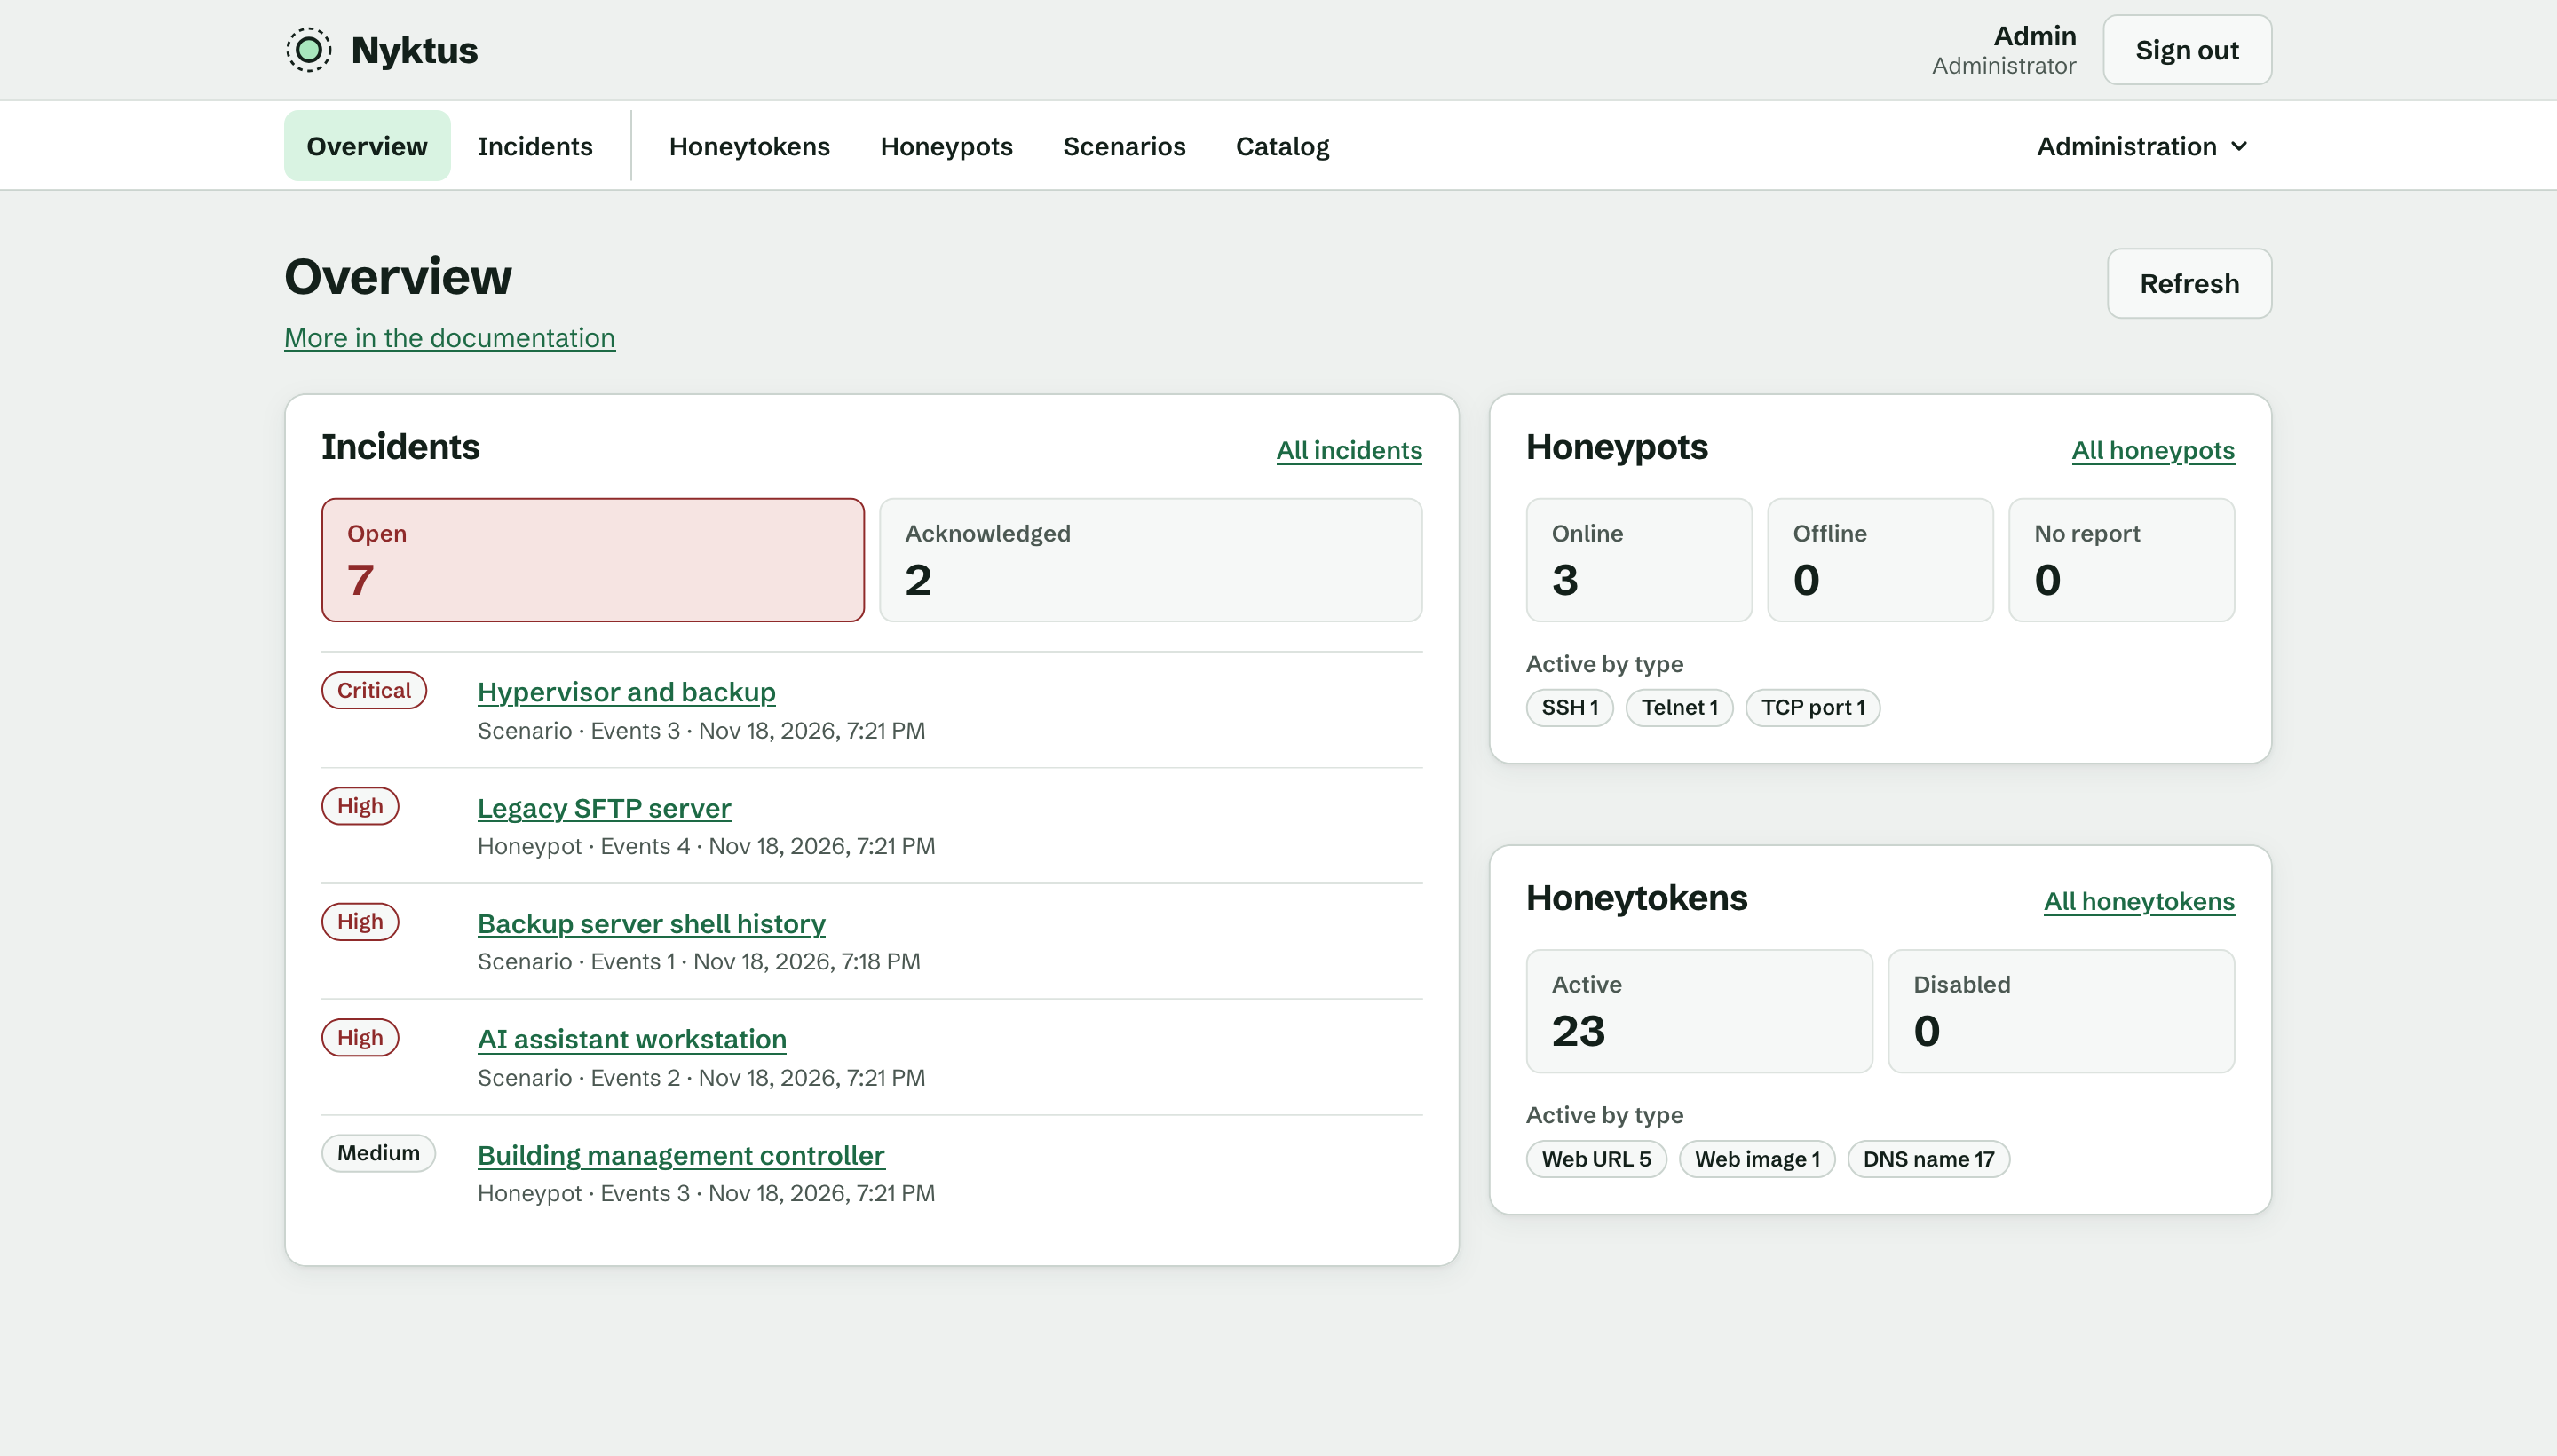 Nyktus
Admin
Administrator
Sign out
Overview
Incidents
Honeytokens
Honeypots
Scenarios
Catalog
Administration
Overview
Refresh
More in the documentation
Incidents
All incidents
Open
7
Acknowledged
2
Critical
Hypervisor and backup
Scenario · Events 3 · Nov 18, 2026, 7:21 PM
High
Legacy SFTP server
Honeypot · Events 4 · Nov 18, 2026, 7:21 PM
High
Backup server shell history
Scenario · Events 1 · Nov 18, 2026, 7:18 PM
High
AI assistant workstation
Scenario · Events 2 · Nov 18, 2026, 7:21 PM
Medium
Building management controller
Honeypot · Events 3 · Nov 18, 2026, 7:21 PM
Honeypots
All honeypots
Online
3
Offline
0
No report
0
Active by type
SSH 1
Telnet 1
TCP port 1
Honeytokens
All honeytokens
Active
23
Disabled
0
Active by type
Web URL 5
Web image 1
DNS name 17